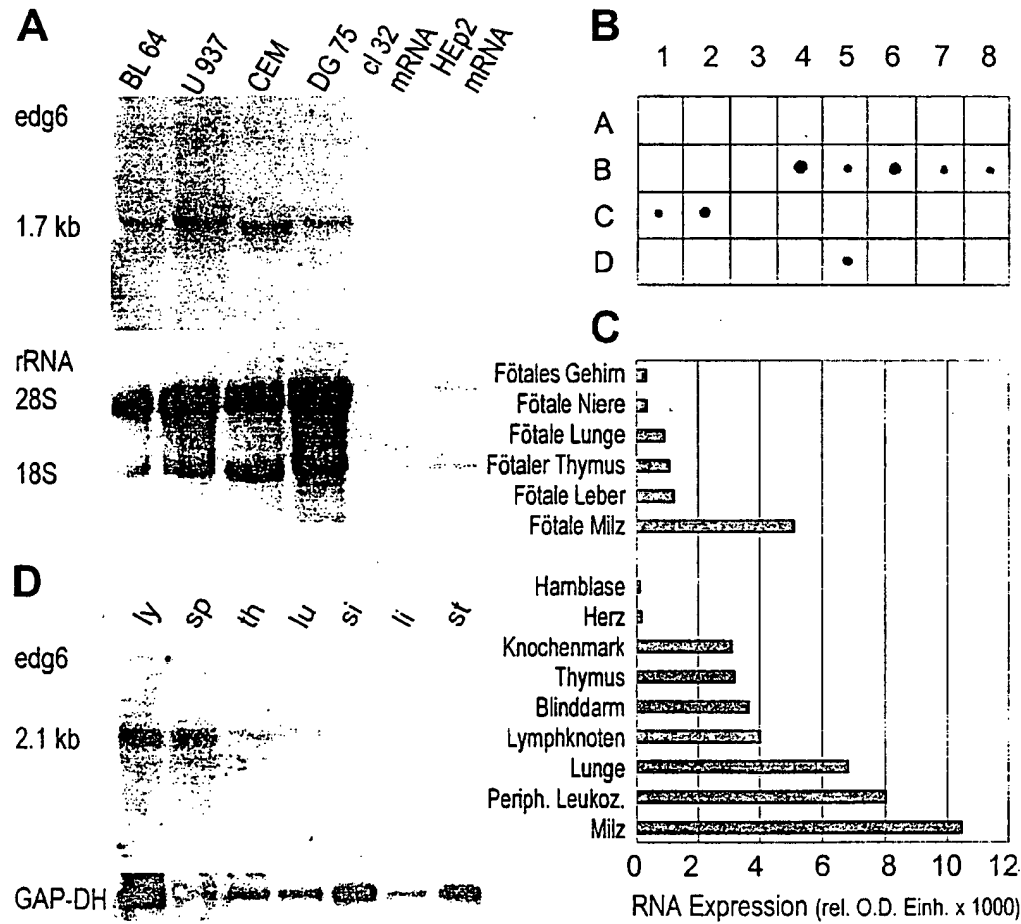 A
BL 64 U 937 CEM DG 75 cl 32 mRNA HEp2 mRNA
edg6
1.7 kb
rRNA
28S
18S
B
1 2 3 4 5 6 7 8
A
B
C
D
C
Fötales Gehirn
Fötale Niere
Fötale Lunge
Fötaler Thymus
Fötale Leber
Fötale Milz
Harnblase
Herz
Knochenmark
Thymus
Blinddarm
Lymphknoten
Lunge
Periph. Leukoz.
Milz
0 2 4 6 8 10 12
RNA Expression (rel. O.D. Einh. x 1000)
D
ly sp th lu si li st
edg6
2.1 kb
GAP-DH